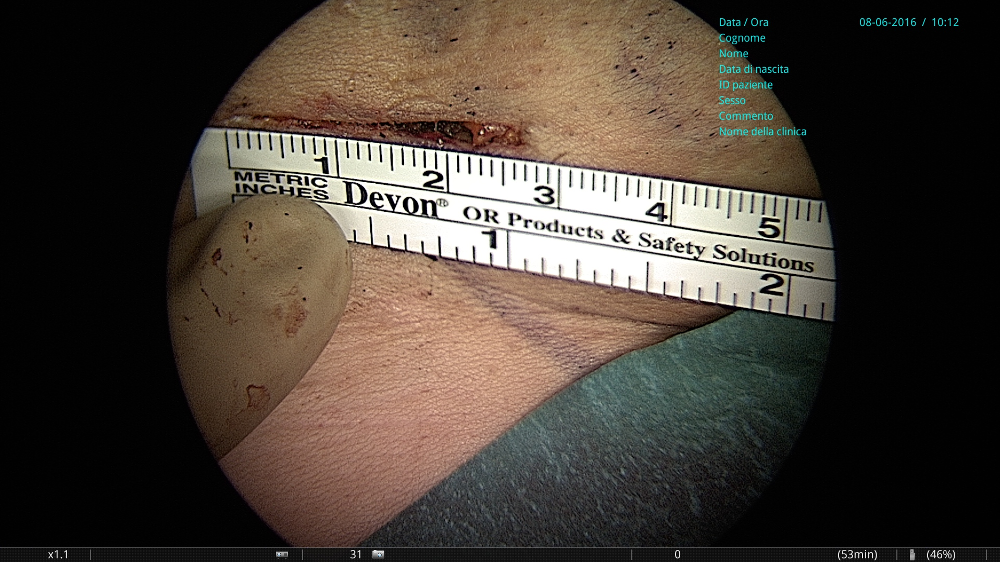 Data / Ora 08-06-2016 / 10:12
Cognome
Nome
Data di nascita
ID paziente
Sesso
Commento
Nome della clinica
1 2 3 4 5
METRIC
INCHES
Devon® OR Products & Safety Solutions
1 2
x1.1 31 0 (53min) (46%)